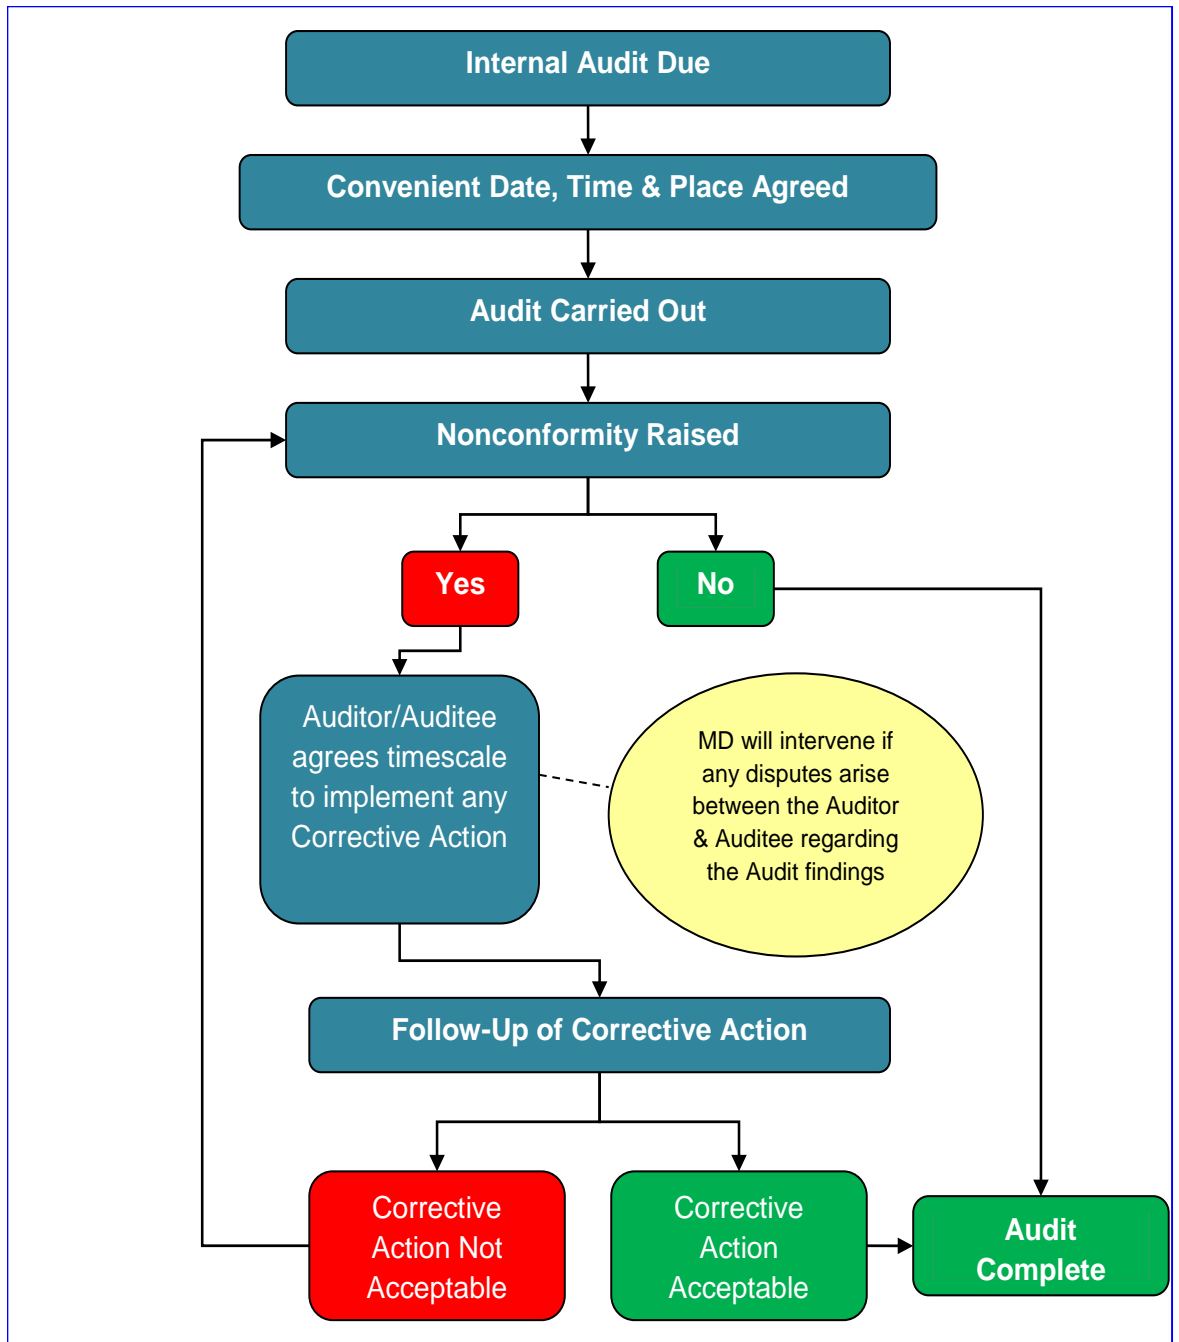 Internal Audit Due
Convenient Date, Time & Place Agreed
Audit Carried Out
Nonconformity Raised
Yes
No
Auditor/Auditee
agrees timescale
to implement any
Corrective Action
MD will intervene if
any disputes arise
between the Auditor
& Auditee regarding
the Audit findings
Follow-Up of Corrective Action
Corrective
Action Not
Acceptable
Corrective
Action
Acceptable
Audit
Complete